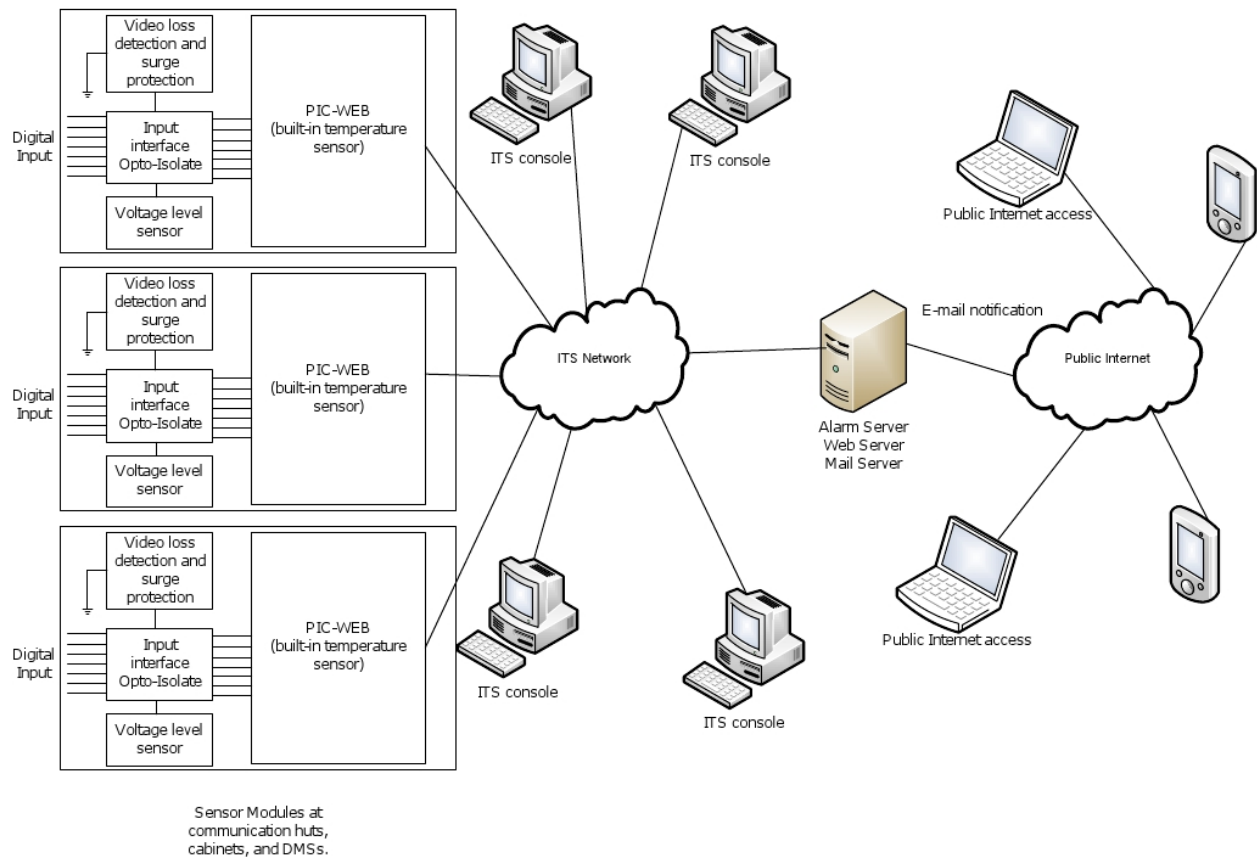 Video loss
detection and
surge
protection
Digital
Input
Input
interface
Opto-Isolate
Voltage level
sensor
PIC-WEB
(built-in temperature
sensor)
Video loss
detection and
surge
protection
Digital
Input
Input
interface
Opto-Isolate
Voltage level
sensor
PIC-WEB
(built-in temperature
sensor)
Video loss
detection and
surge
protection
Digital
Input
Input
interface
Opto-Isolate
Voltage level
sensor
PIC-WEB
(built-in temperature
sensor)
Sensor Modules at
communication huts,
cabinets, and DMSs.
ITS console
ITS console
ITS Network
ITS console
ITS console
Alarm Server
Web Server
Mail Server
E-mail notification
Public Internet access
Public Internet
Public Internet access